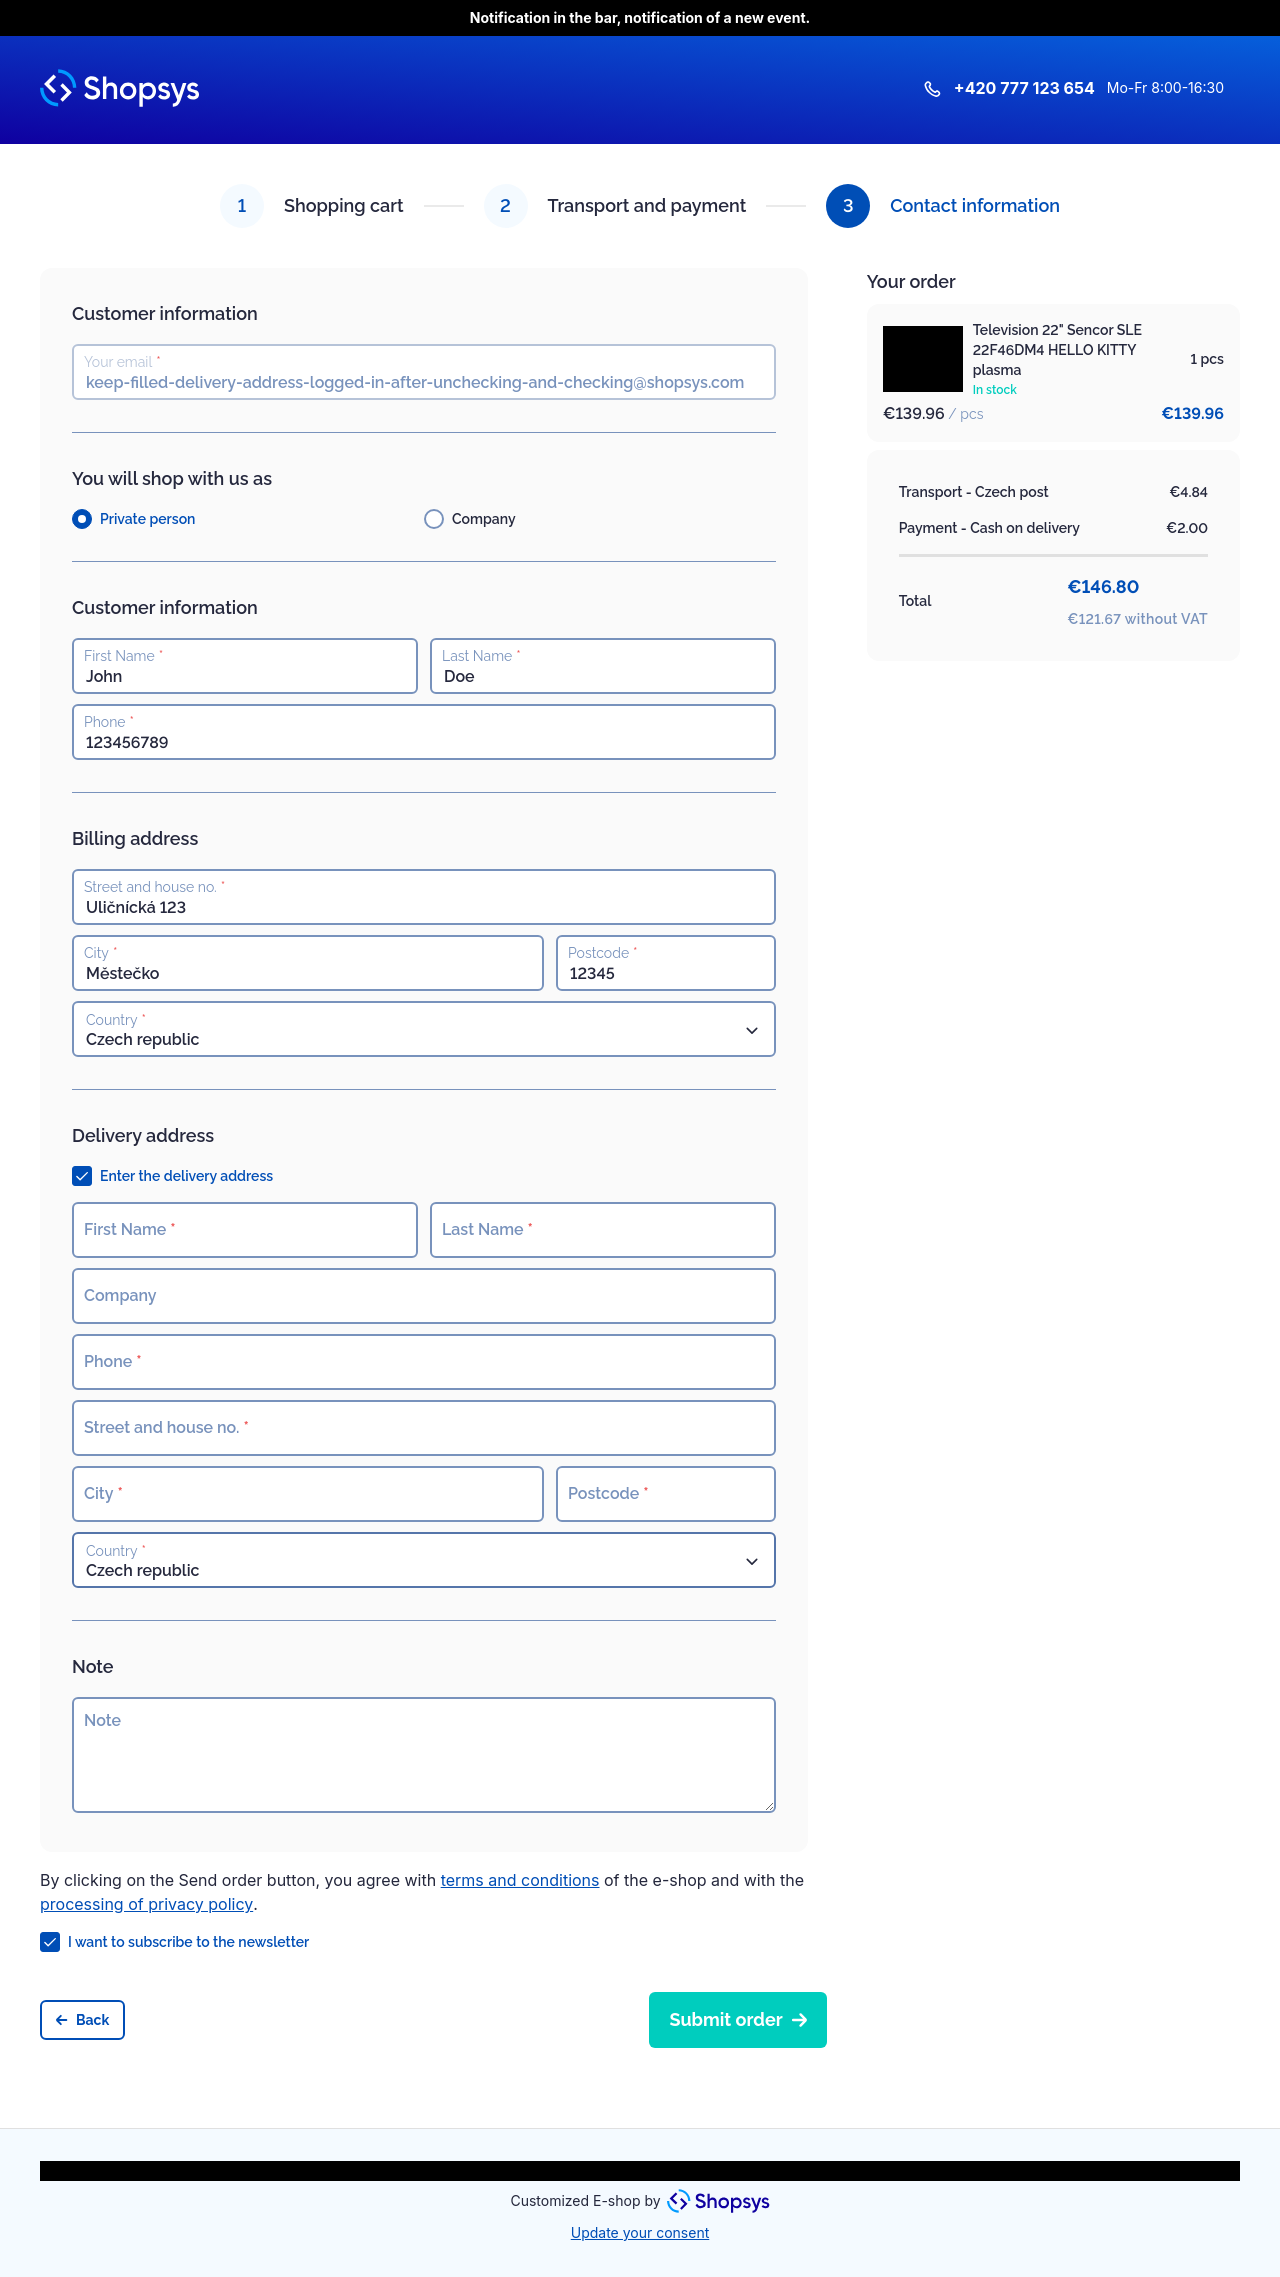 Notification in the bar, notification of a new event.
Shopsys
+420 777 123 654 Mo-Fr 8:00-16:30
1 Shopping cart 2 Transport and payment 3 Contact information
Customer information
Your email *
keep-filled-delivery-address-logged-in-after-unchecking-and-checking@shopsys.com
You will shop with us as
Private person Company
Customer information
First Name * Last Name *
John Doe
Phone *
123456789
Billing address
Street and house no. *
Uličnícká 123
City * Postcode *
Městečko 12345
Country *
Czech republic
Delivery address
Enter the delivery address
First Name * Last Name *
Company
Phone *
Street and house no. *
City * Postcode *
Country *
Czech republic
Note
Note
By clicking on the Send order button, you agree with terms and conditions of the e-shop and with the
processing of privacy policy.
I want to subscribe to the newsletter
Back Submit order
Your order
Television 22" Sencor SLE
22F46DM4 HELLO KITTY
plasma
In stock
1 pcs
€139.96 / pcs €139.96
Transport - Czech post €4.84
Payment - Cash on delivery €2.00
Total €146.80
€121.67 without VAT
Customized E-shop by Shopsys
Update your consent